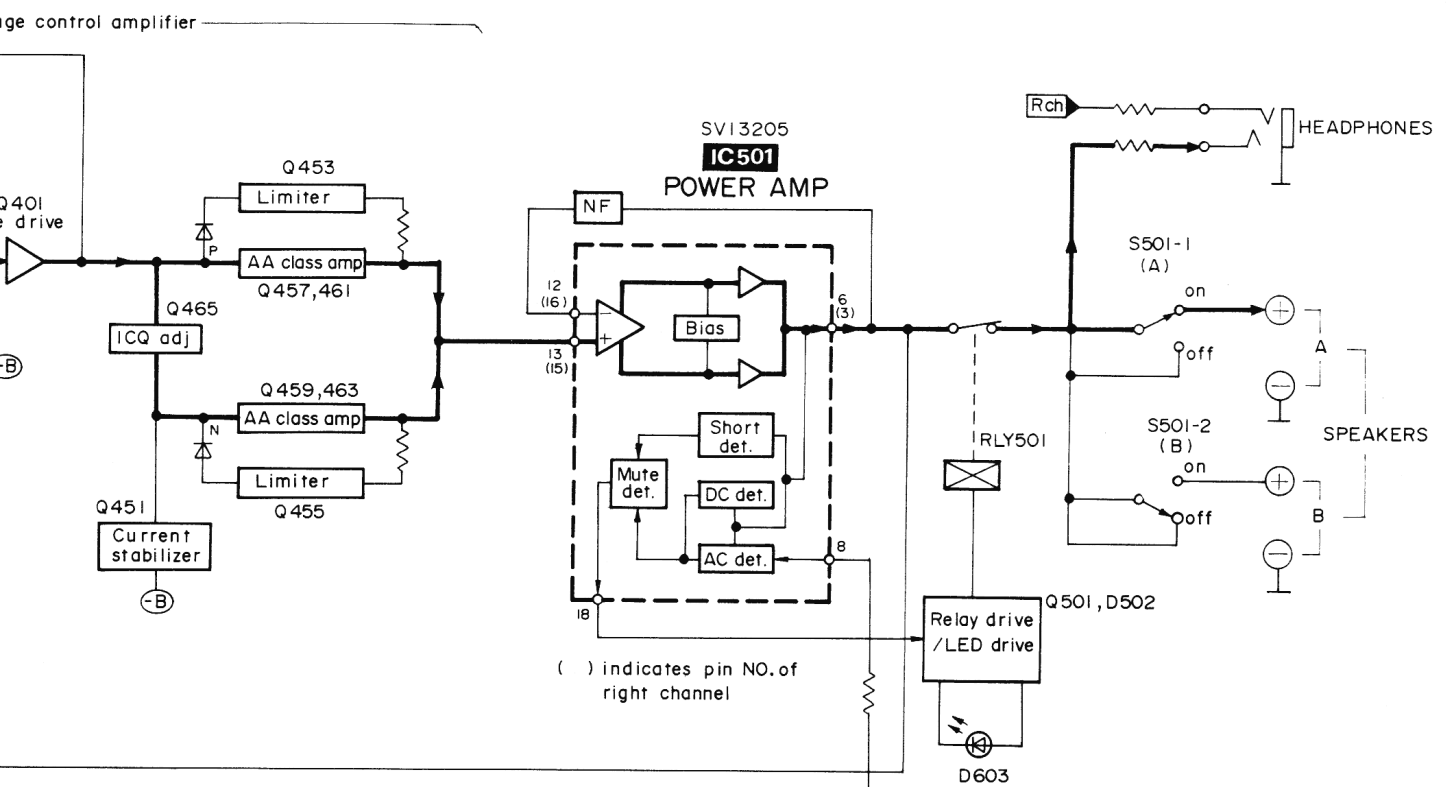 ge control amplifier
Rch
HEADPHONES
SVI3205
IC501
POWER AMP
Q453
Limiter
NF
Q401
e drive
P
AA class amp
Q457,461
Q465
ICQ adj
-B
12
(16)
13
(15)
−
+
Bias
6
(3)
S501-1
(A)
on
off
+
−
A
Q459,463
AA class amp
N
Limiter
Q455
Q451
Current
stabilizer
-B
Short
det.
Mute
det.
DC det.
AC det.
8
18
RLY501
S501-2
(B)
on
off
+
−
B
SPEAKERS
Q501,D502
Relay drive
/LED drive
( ) indicates pin NO. of
right channel
D603